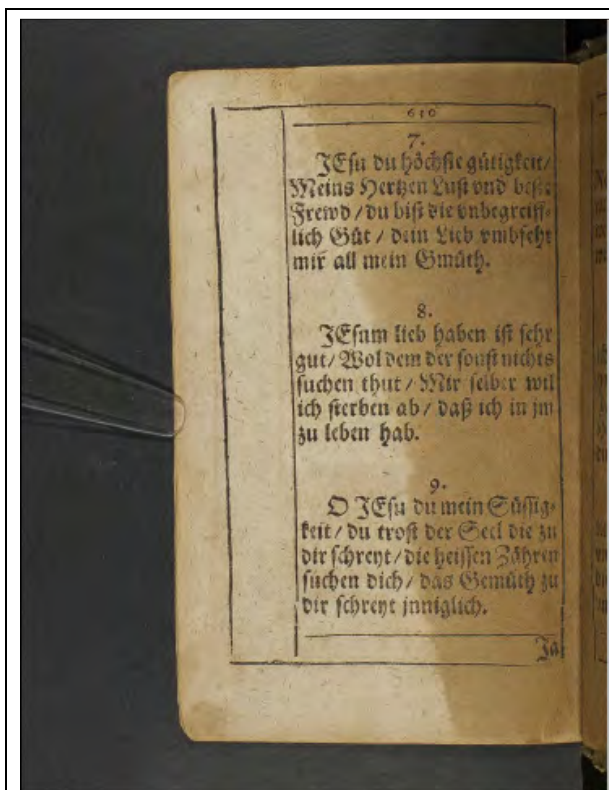 610
7.
JEsu du höchste gütigkeit/
Meins Hertzen Lust vnd beste
Frewd / du bist die vnbegreiff-
lich Güt / dein Lieb vmbfeht
mir all mein Gmüth.
8.
JEsum lieb haben ist sehr
gut / Wol dem der sonst nichts
suchen thut / Mir selber wil
ich sterben ab / daß ich in jm
zu leben hab.
9.
O JEsu du mein Süssig-
keit / du trost der Seel die zu
dir schreyt / die heissen Zähren
suchen dich / das Gemüth zu
dir schreyt jnniglich.
Ja